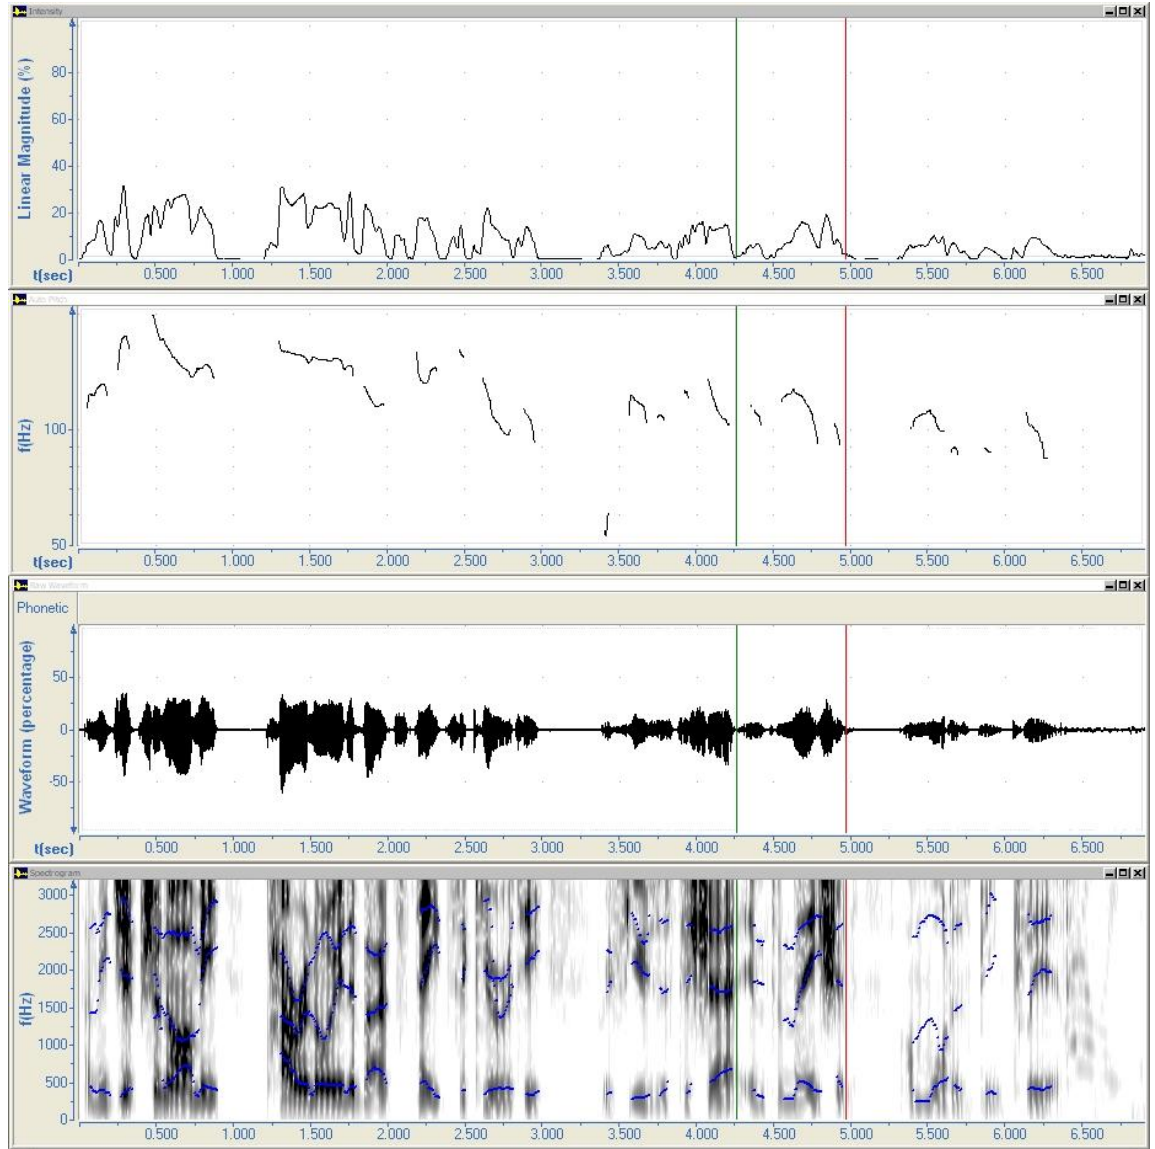 Intensity
Linear Magnitude (%)
80
60
40
20
0
t(sec)
0.500 1.000 1.500 2.000 2.500 3.000 3.500 4.000 4.500 5.000 5.500 6.000 6.500
Auto Pitch
f(Hz)
100
50
t(sec)
0.500 1.000 1.500 2.000 2.500 3.000 3.500 4.000 4.500 5.000 5.500 6.000 6.500
Raw Waveform
Phonetic
Waveform (percentage)
50
0
-50
t(sec)
0.500 1.000 1.500 2.000 2.500 3.000 3.500 4.000 4.500 5.000 5.500 6.000 6.500
Spectrogram
f(Hz)
3000
2500
2000
1500
1000
500
0
0.500 1.000 1.500 2.000 2.500 3.000 3.500 4.000 4.500 5.000 5.500 6.000 6.500